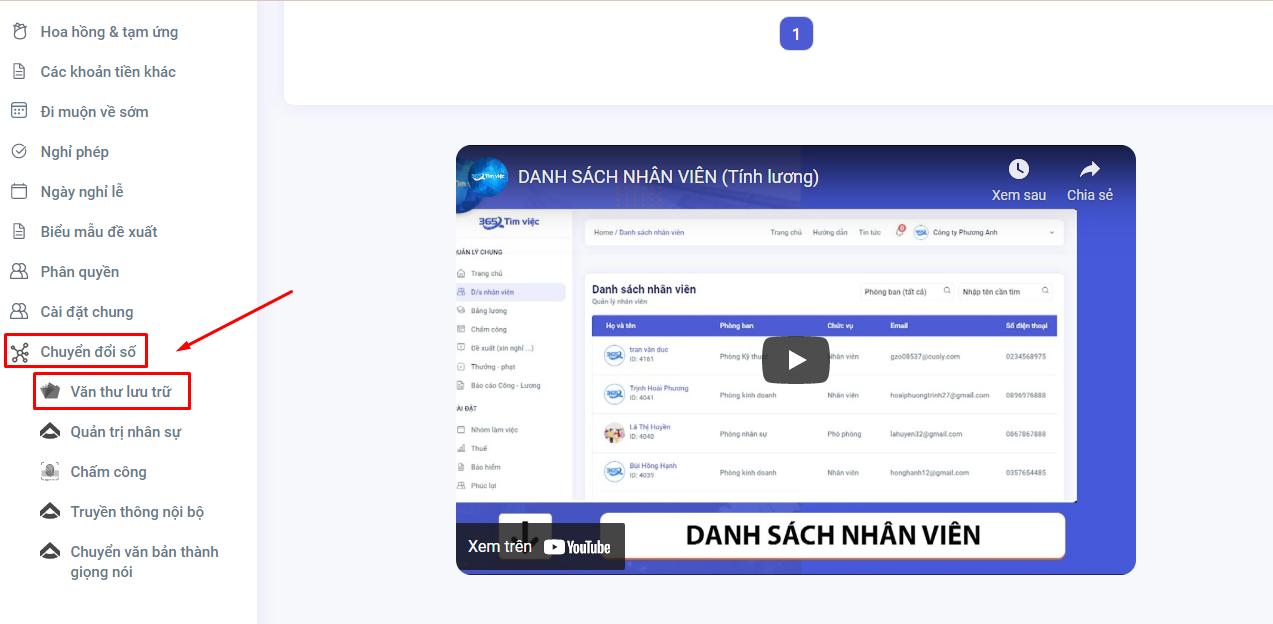 Hoa hồng & tạm ứng
Các khoản tiền khác
Đi muộn về sớm
Nghỉ phép
Ngày nghỉ lễ
Biểu mẫu đề xuất
Phân quyền
Cài đặt chung
Chuyển đổi số
Văn thư lưu trữ
Quản trị nhân sự
Chấm công
Truyền thông nội bộ
Chuyển văn bản thành
giọng nói
1
DANH SÁCH NHÂN VIÊN (Tính lương)
Xem sau
Chia sẻ
365 Tìm việc
Home / Danh sách nhân viên
Trang chủ
Hướng dẫn
Tin tức
Công ty Phương Anh
QUẢN LÝ CHUNG
Trang chủ
D/s nhân viên
Bảng lương
Chấm công
Đề xuất (xin nghỉ ...)
Thưởng - phạt
Báo cáo Công - Lương
ÀI ĐẶT
Nhóm làm việc
Thuế
Bảo hiểm
Phúc lợi
Danh sách nhân viên
Quản lý nhân viên
Phòng ban (tất cả)
Nhập tên cần tìm
Họ và tên Phòng ban Chức vụ Email Số điện thoại
tran văn duc
ID: 4161
Phòng Kỹ thu nhân viên gzo08537@cuoly.com 0234568975
Trịnh Hoài Phương
ID: 4041
Phòng kinh doanh Nhân viên hoaiphuongtrinh27@gmail.com 0896976888
Lã Thị Huyền
ID: 4040
Phòng nhân sự Phó phòng lahuyen32@gmail.com 0867867888
Bùi Hồng Hạnh
ID: 4039
Phòng kinh doanh Nhân viên honghanh12@gmail.com 0357654485
Xem trên YouTube
DANH SÁCH NHÂN VIÊN